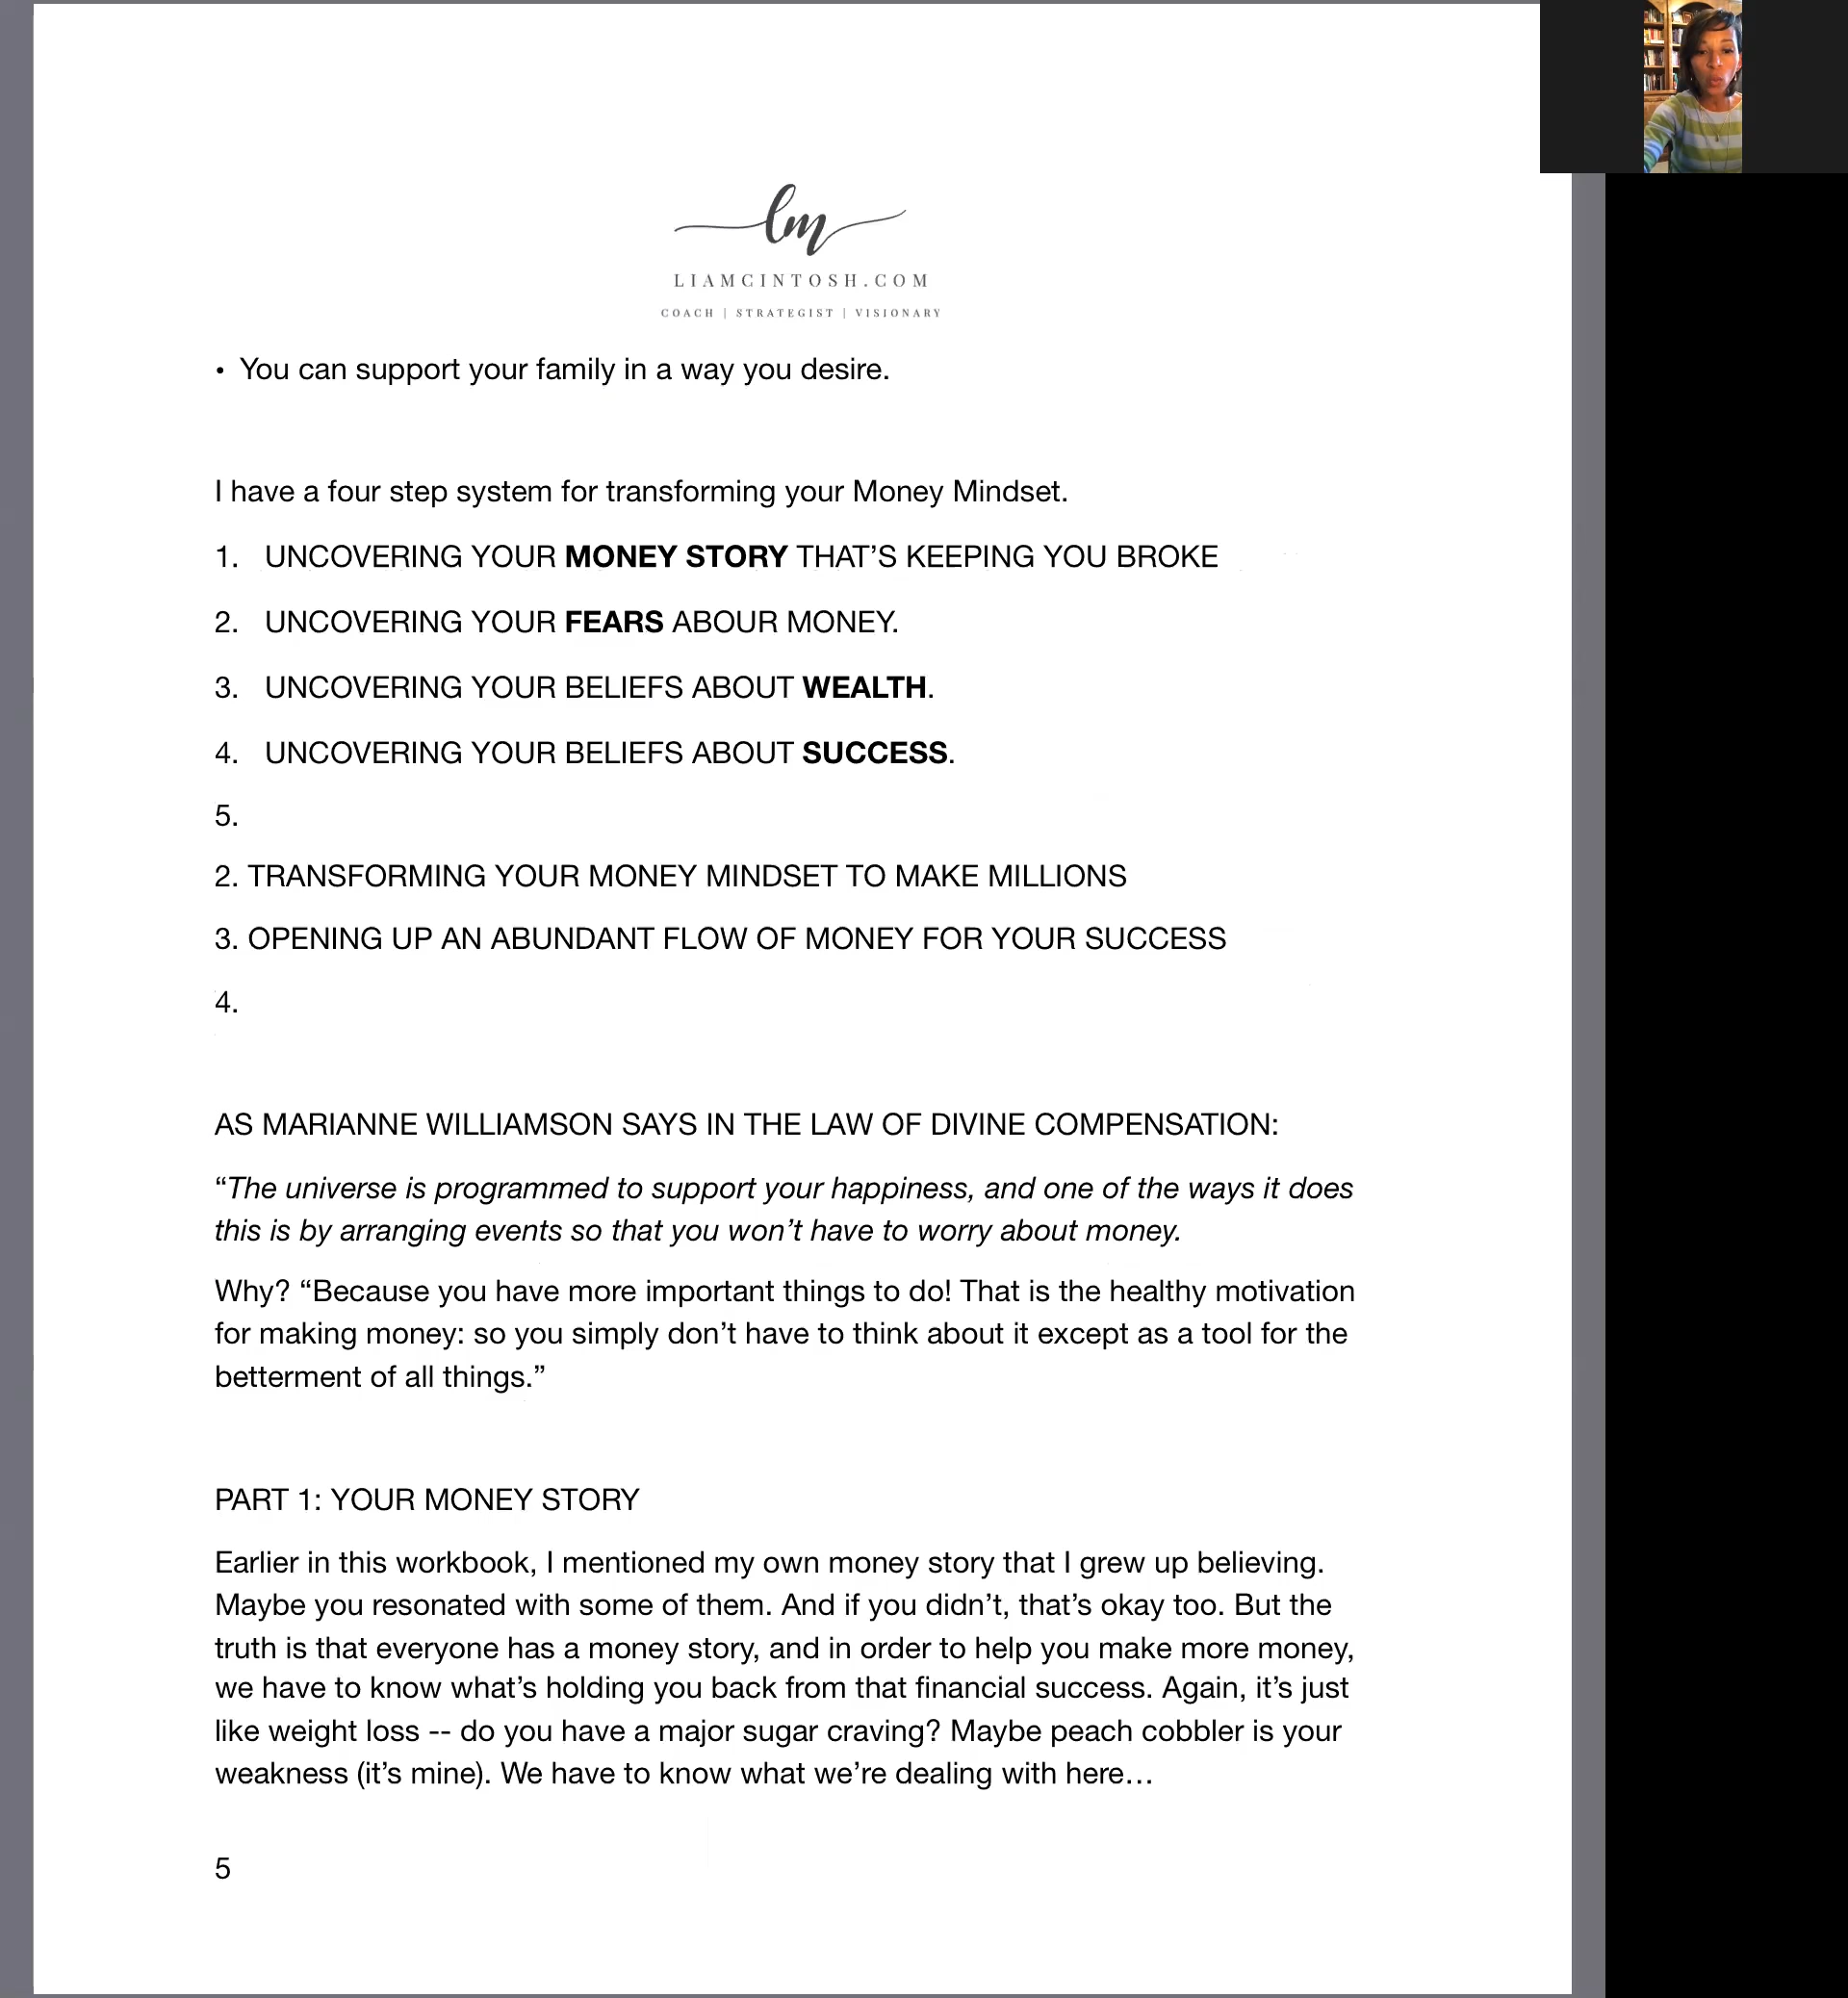 lm
LIAMCINTOSH.COM
COACH | STRATEGIST | VISIONARY
• You can support your family in a way you desire.
I have a four step system for transforming your Money Mindset.
1. UNCOVERING YOUR MONEY STORY THAT’S KEEPING YOU BROKE
2. UNCOVERING YOUR FEARS ABOUR MONEY.
3. UNCOVERING YOUR BELIEFS ABOUT WEALTH.
4. UNCOVERING YOUR BELIEFS ABOUT SUCCESS.
5.
2. TRANSFORMING YOUR MONEY MINDSET TO MAKE MILLIONS
3. OPENING UP AN ABUNDANT FLOW OF MONEY FOR YOUR SUCCESS
4.
AS MARIANNE WILLIAMSON SAYS IN THE LAW OF DIVINE COMPENSATION:
“The universe is programmed to support your happiness, and one of the ways it does
this is by arranging events so that you won’t have to worry about money.
Why? “Because you have more important things to do! That is the healthy motivation
for making money: so you simply don’t have to think about it except as a tool for the
betterment of all things.”
PART 1: YOUR MONEY STORY
Earlier in this workbook, I mentioned my own money story that I grew up believing.
Maybe you resonated with some of them. And if you didn’t, that’s okay too. But the
truth is that everyone has a money story, and in order to help you make more money,
we have to know what’s holding you back from that financial success. Again, it’s just
like weight loss -- do you have a major sugar craving? Maybe peach cobbler is your
weakness (it’s mine). We have to know what we’re dealing with here…
5